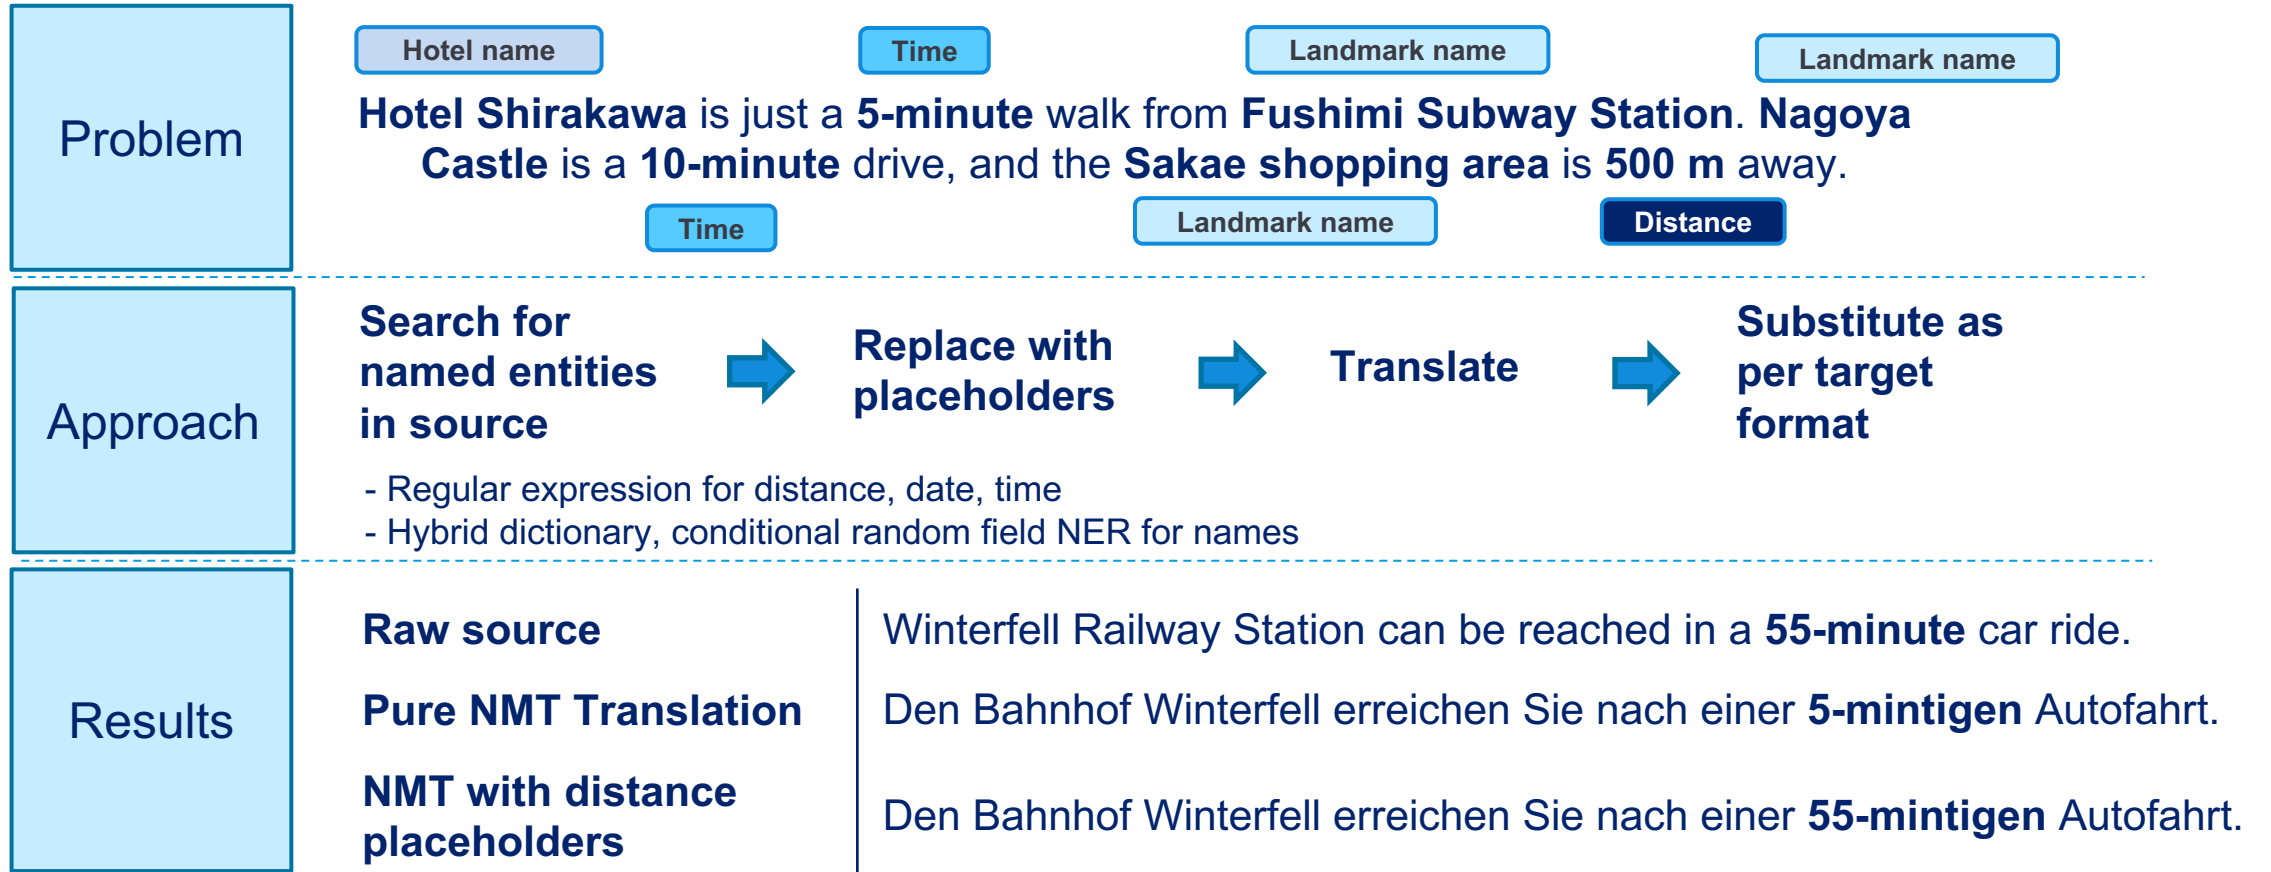 Problem
Hotel name
Time
Landmark name
Landmark name
Hotel Shirakawa is just a 5-minute walk from Fushimi Subway Station. Nagoya
Castle is a 10-minute drive, and the Sakae shopping area is 500 m away.
Time
Landmark name
Distance
Approach
Search for
named entities
in source
Replace with
placeholders
Translate
Substitute as
per target
format
- Regular expression for distance, date, time
- Hybrid dictionary, conditional random field NER for names
Results
Raw source
Winterfell Railway Station can be reached in a 55-minute car ride.
Pure NMT Translation
Den Bahnhof Winterfell erreichen Sie nach einer 5-mintigen Autofahrt.
NMT with distance
placeholders
Den Bahnhof Winterfell erreichen Sie nach einer 55-mintigen Autofahrt.